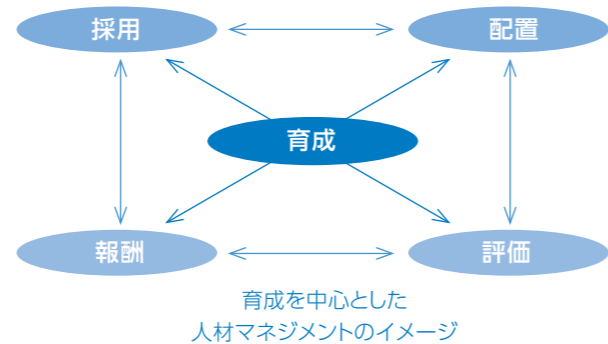 採用
配置
育成
報酬
評価
育成を中心とした
人材マネジメントのイメージ